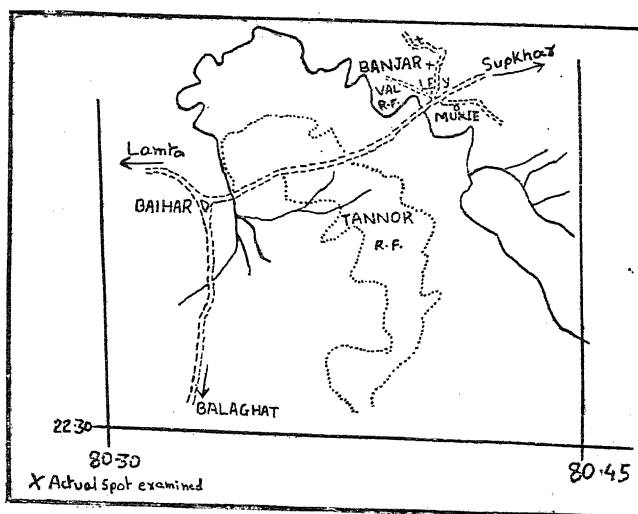 Supkhar
BANJAR +
VAL LEY
R.F.
MUKIE
Lamta
BAIHAR
TANNOR
R.F.
BALAGHAT
22·30
80·30
80·45
X Actual Spot examined